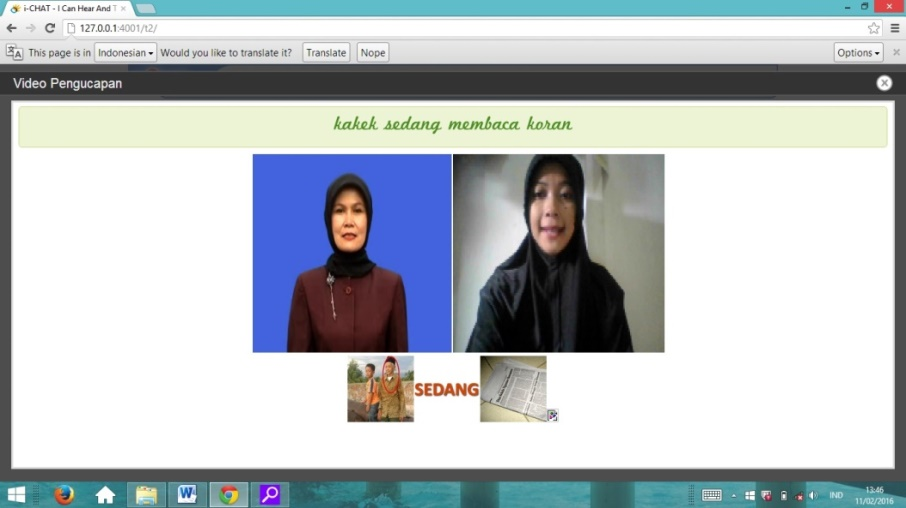 i-CHAT - I Can Hear And T
127.0.0.1:4001/t2/
This page is in Indonesian Would you like to translate it? Translate Nope Options
Video Pengucapan
kakek sedang membaca koran
SEDANG
IND
13:46
11/02/2016